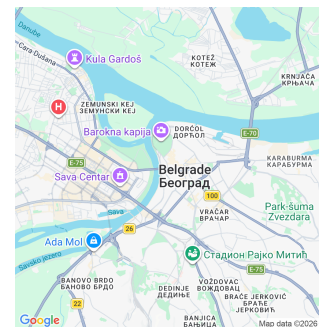 Danube
Cara Dušana
Kula Gardoš
КОТЕŽ
КОТЕЖ
KRNJAČA
КРЊАЧА
H
ZEMUNSKI KEJ
ЗЕМУНСКИ КЕЈ
Barokna kapija
DORĆOL
ДОРЋОЛ
E-70
E-75
Sava Centar
Belgrade
Београд
KARABURMA
КАРАБУРМА
100
Park-šuma
Zvezdara
Sava
VRAČAR
ВРАЧАР
26
Ada Mol
Savsko jezero
Стадион Рајко Митић
E-75
BANOVO BRDO
БАНОВО БРДО
DEDINJE
ДЕДИЊЕ
VOŽDOVAC
ВОЖДОВАЦ
BRAĆE JERKOVIĆ
БРАЋЕ
ЈЕРКОВИЋ
22
BANJICA
БАЊИЦА
Google
Map data ©2026